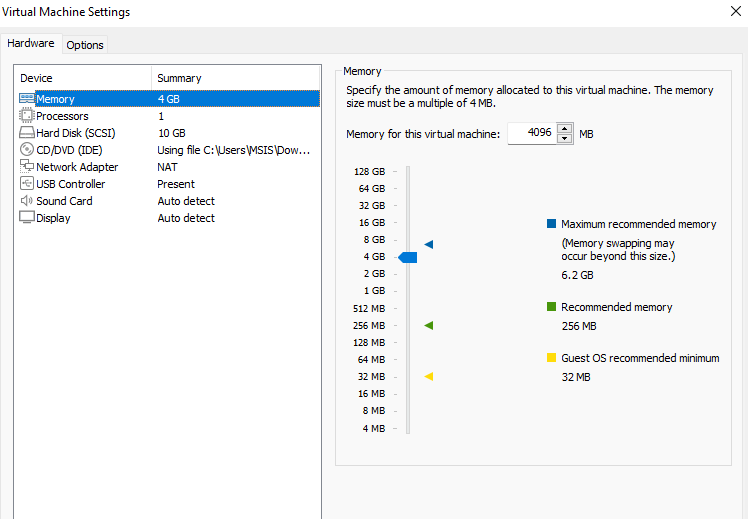 Virtual Machine Settings
Hardware
Options
Device Summary
Memory 4 GB
Processors 1
Hard Disk (SCSI) 10 GB
CD/DVD (IDE) Using file C:\Users\MSIS\Dow...
Network Adapter NAT
USB Controller Present
Sound Card Auto detect
Display Auto detect
Memory
Specify the amount of memory allocated to this virtual machine. The memory
size must be a multiple of 4 MB.
Memory for this virtual machine: 4096 MB
128 GB
64 GB
32 GB
16 GB
8 GB
4 GB
2 GB
1 GB
512 MB
256 MB
128 MB
64 MB
32 MB
16 MB
8 MB
4 MB
Maximum recommended memory
(Memory swapping may
occur beyond this size.)
6.2 GB
Recommended memory
256 MB
Guest OS recommended minimum
32 MB